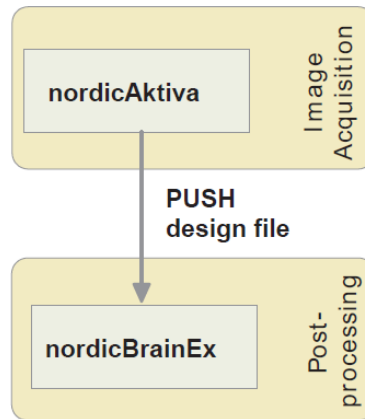 nordicAktiva
Image
Acquisition
PUSH
design file
nordicBrainEx
Post-
processing